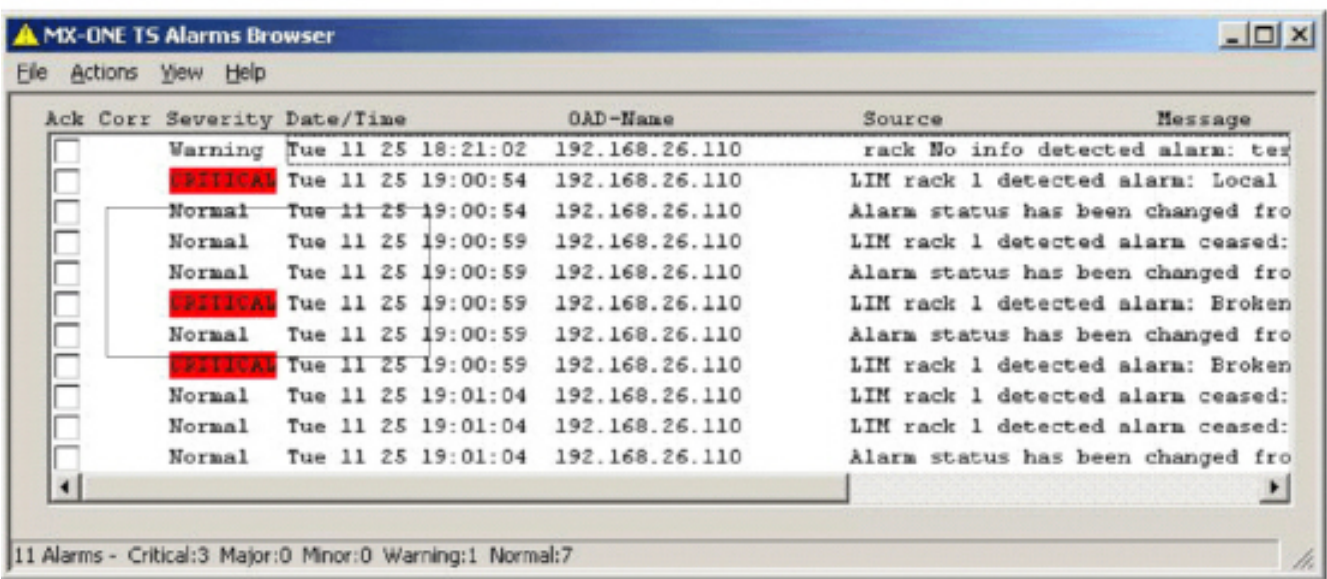 MX-ONE TS Alarms Browser
File Actions View Help
Ack Corr Severity Date/Time OAD-Name Source Message
Warning Tue 11 25 18:21:02 192.168.26.110 rack No info detected alarm: tes
CRITICAL Tue 11 25 19:00:54 192.168.26.110 LIM rack 1 detected alarm: Local
Normal Tue 11 25 19:00:54 192.168.26.110 Alarm status has been changed fro
Normal Tue 11 25 19:00:59 192.168.26.110 LIM rack 1 detected alarm ceased:
Normal Tue 11 25 19:00:59 192.168.26.110 Alarm status has been changed fro
CRITICAL Tue 11 25 19:00:59 192.168.26.110 LIM rack 1 detected alarm: Broken
Normal Tue 11 25 19:00:59 192.168.26.110 Alarm status has been changed fro
CRITICAL Tue 11 25 19:00:59 192.168.26.110 LIM rack 1 detected alarm: Broken
Normal Tue 11 25 19:01:04 192.168.26.110 LIM rack 1 detected alarm ceased:
Normal Tue 11 25 19:01:04 192.168.26.110 LIM rack 1 detected alarm ceased:
Normal Tue 11 25 19:01:04 192.168.26.110 Alarm status has been changed fro
11 Alarms - Critical:3 Major:0 Minor:0 Warning:1 Normal:7